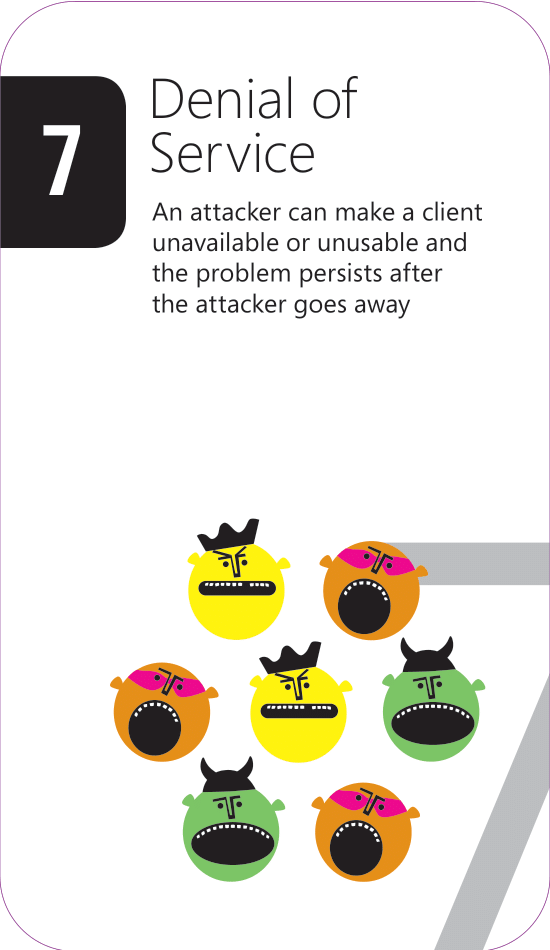 7
Denial of
Service
An attacker can make a client
unavailable or unusable and
the problem persists after
the attacker goes away
7